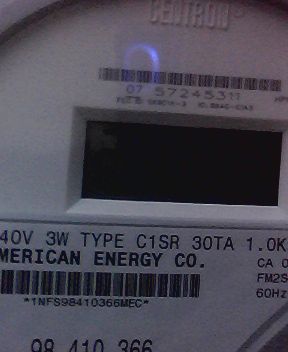 CENTRON®
07 57245311
40V 3W TYPE C1SR 30TA 1.0K
MERICAN ENERGY CO.
CA 0
FM2S
60Hz
*1NFS98410366MEC*
98 410 366